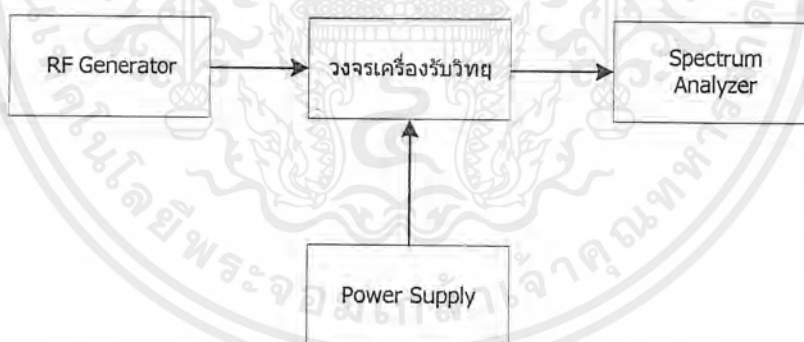 RF Generator
วงจรเครื่องรับวิทยุ
Spectrum
Analyzer
Power Supply